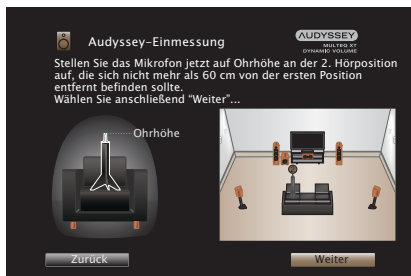 Audyssey-Einmessung
AUDYSSEY
MULTEQ XT
DYNAMIC VOLUME
Stellen Sie das Mikrofon jetzt auf Ohrhöhe an der 2. Hörposition
auf, die sich nicht mehr als 60 cm von der ersten Position
entfernt befinden sollte.
Wählen Sie anschließend “Weiter”...
Ohrhöhe
Zurück
Weiter